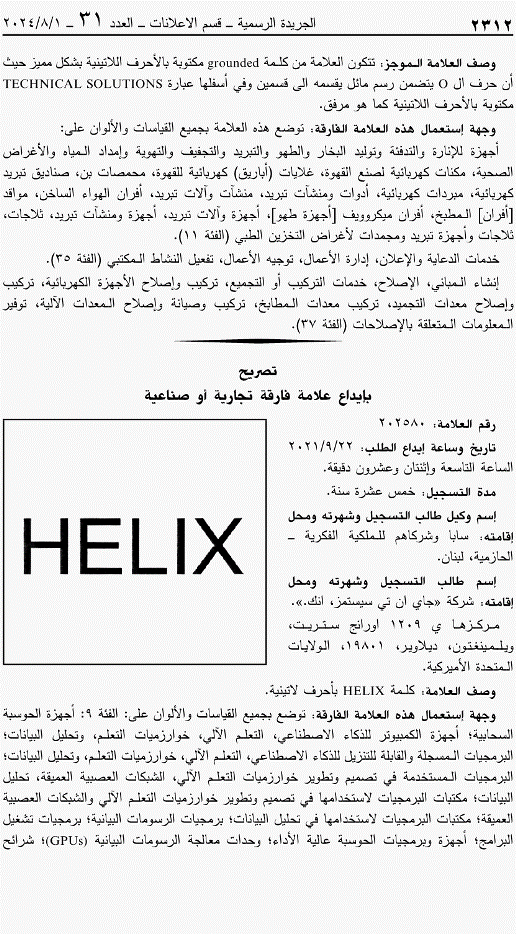 ٢٣١٢ الجريدة الرسمية ــ قسم الاعلانات ــ العدد ٣١ ــ ٢٠٢٤/٨/١
وصف العلامة الموجز: تتكون العلامة من كلمة grounded مكتوبة بالأحرف اللاتينية بشكل مميز حيث
أن حرف ال O يتضمن رسم مائل يقسمه الى قسمين وفي أسفلها عبارة TECHNICAL SOLUTIONS
مكتوبة بالأحرف اللاتينية كما هو مرفق.
وجهة إستعمال هذه العلامة الفارقة: توضع هذه العلامة بجميع القياسات والألوان على:
أجهزة للإنارة والتدفئة وتوليد البخار والطهو والتبريد والتجفيف والتهوية وإمداد المياه والأغراض
الصحية، مكنات كهربائية لصنع القهوة، غلايات (أباريق) كهربائية للقهوة، محمصات بن، صناديق تبريد
كهربائية، مبردات كهربائية، أدوات ومنشآت تبريد، منشآت وآلات تبريد، أفران الهواء الساخن، مواقد
[أفران] المطبخ، أفران ميكروويف [أجهزة طهو]، أجهزة وآلات تبريد، أجهزة ومنشآت تبريد، ثلاجات،
ثلاجات وأجهزة تبريد ومجمدات لأغراض التخزين الطبي (الفئة ١١).
خدمات الدعاية والإعلان، إدارة الأعمال، توجيه الأعمال، تفعيل النشاط المكتبي (الفئة ٣٥).
إنشاء المباني، الإصلاح، خدمات التركيب أو التجميع، تركيب وإصلاح الأجهزة الكهربائية، تركيب
وإصلاح معدات التجميد، تركيب معدات المطابخ، تركيب وصيانة وإصلاح المعدات الآلية، توفير
المعلومات المتعلقة بالإصلاحات (الفئة ٣٧).
تصريح
بإيداع علامة فارقة تجارية أو صناعية
رقم العلامة: ٢٠٢٥٨٠
تاريخ وساعة إيداع الطلب: ٢٠٢١/٩/٢٢
الساعة التاسعة وإثنتان وعشرون دقيقة.
مدة التسجيل: خمس عشرة سنة.
إسم وكيل طالب التسجيل وشهرته ومحل
إقامته: سابا وشركاهم للملكية الفكرية ــ
الحازمية، لبنان.
إسم طالب التسجيل وشهرته ومحل
إقامته: شركة «جاي ان تي سيستمز، انك.».
مركزها ي ١٢٠٩ اورانج ستريت،
ويلمينغتون، ديلاوير، ١٩٨٠١، الولايات
المتحدة الأميركية.
HELIX
وصف العلامة: كلمة HELIX بأحرف لاتينية.
وجهة إستعمال هذه العلامة الفارقة: توضع بجميع القياسات والألوان على: الفئة ٩: أجهزة الحوسبة
السحابية؛ أجهزة الكمبيوتر للذكاء الاصطناعي، التعلم الآلي، خوارزميات التعلم، وتحليل البيانات؛
البرمجيات المسجلة والقابلة للتنزيل للذكاء الاصطناعي، التعلم الآلي، خوارزميات التعلم، وتحليل البيانات؛
البرمجيات المستخدمة في تصميم وتطوير خوارزميات التعلم الآلي، الشبكات العصبية العميقة، تحليل
البيانات؛ مكتبات البرمجيات لاستخدامها في تصميم وتطوير خوارزميات التعلم الآلي والشبكات العصبية
العميقة؛ مكتبات البرمجيات لاستخدامها في تحليل البيانات؛ برمجيات الرسومات البيانية؛ برمجيات تشغيل
البرامج؛ أجهزة وبرمجيات الحوسبة عالية الأداء؛ وحدات معالجة الرسومات البيانية (GPUs)؛ شرائح